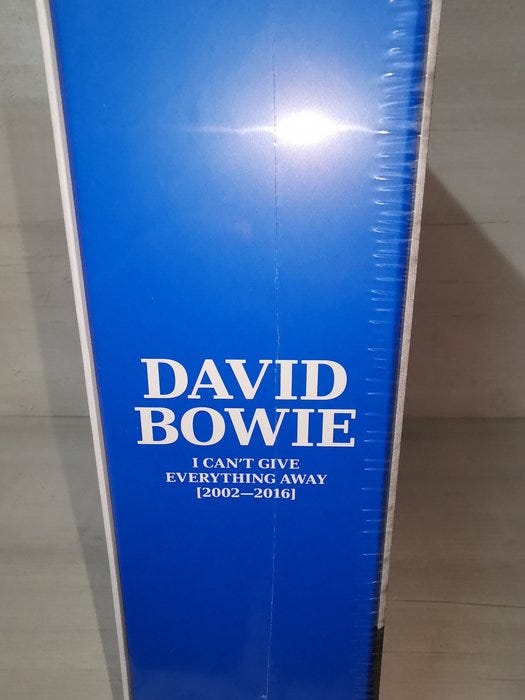 DAVID
BOWIE
I CAN'T GIVE
EVERYTHING AWAY
[2002—2016]